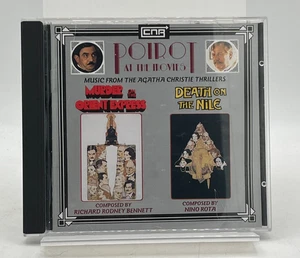 CNR
POIROT
AT THE MOVIES
MUSIC FROM THE AGATHA CHRISTIE THRILLERS
MURDER
ON THE
ORIENT EXPRESS
DEATH ON
THE NILE
COMPOSED BY
RICHARD RODNEY BENNETT
COMPOSED BY
NINO ROTA